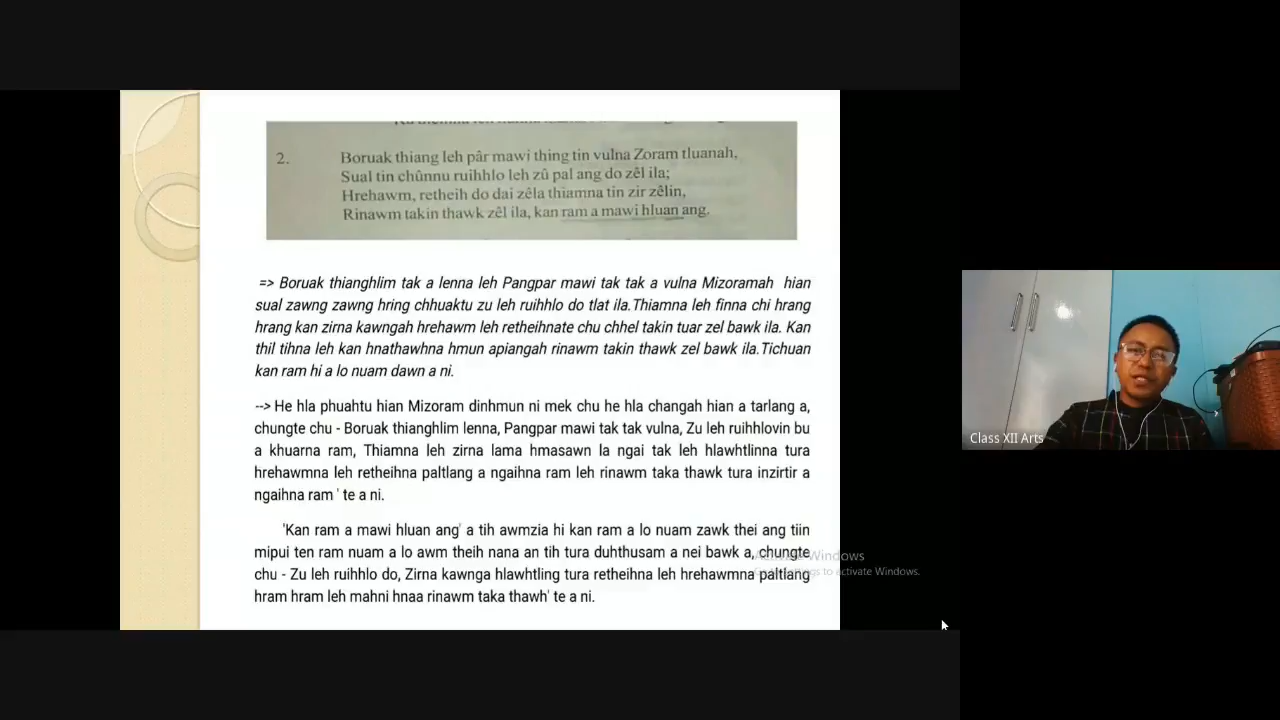 2.
Boruak thiang leh pâr mawi thing tin vulna Zoram tluanah,
Sual tin chûnnu ruihhlo leh zû pal ang do zêl ila;
Hrehawm, retheih do dai zêla thiamna tin zir zêlin,
Rinawm takin thawk zêl ila, kan ram a mawi hluan ang.
=> Boruak thianghlim tak a lenna leh Pangpar mawi tak tak a vulna Mizoramah hian
sual zawng zawng hring chhuaktu zu leh ruihhlo do tlat ila.Thiamna leh finna chi hrang
hrang kan zirna kawngah hrehawm leh retheihnate chu chhel takin tuar zel bawk ila. Kan
thil tihna leh kan hnathawhna hmun apiangah rinawm takin thawk zel bawk ila.Tichuan
kan ram hi a lo nuam dawn a ni.
--> He hla phuahtu hian Mizoram dinhmun ni mek chu he hla changah hian a tarlang a,
chungte chu - Boruak thianghlim lenna, Pangpar mawi tak tak vulna, Zu leh ruihhlovin bu
a khuarna ram, Thiamna leh zirna lama hmasawn la ngai tak leh hlawhtlinna tura
hrehawmna leh retheihna paltlang a ngaihna ram leh rinawm taka thawk tura inzirtir a
ngaihna ram ' te a ni.
'Kan ram a mawi hluan ang' a tih awmzia hi kan ram a lo nuam zawk thei ang tiin
mipui ten ram nuam a lo awm theih nana an tih tura duhthusam a nei bawk a, chungte
chu - Zu leh ruihhlo do, Zirna kawnga hlawhtling tura retheihna leh hrehawmna paltlang
hram hram leh mahni hnaa rinawm taka thawh' te a ni.
Activate Windows
to activate Windows.
Class XII Arts